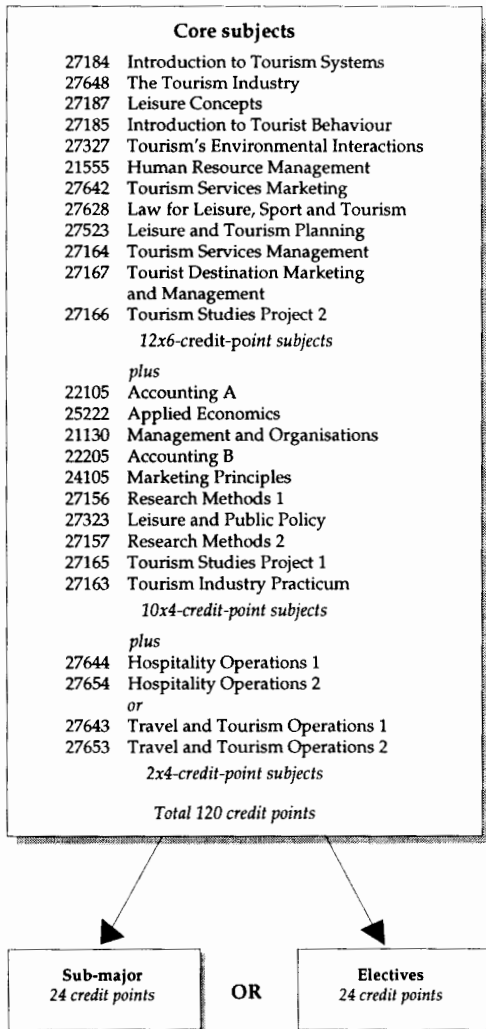 Core subjects
27184 Introduction to Tourism Systems
27648 The Tourism Industry
27187 Leisure Concepts
27185 Introduction to Tourist Behaviour
27327 Tourism's Environmental Interactions
21555 Human Resource Management
27642 Tourism Services Marketing
27628 Law for Leisure, Sport and Tourism
27523 Leisure and Tourism Planning
27164 Tourism Services Management
27167 Tourist Destination Marketing
and Management
27166 Tourism Studies Project 2
12x6-credit-point subjects
plus
22105 Accounting A
25222 Applied Economics
21130 Management and Organisations
22205 Accounting B
24105 Marketing Principles
27156 Research Methods 1
27323 Leisure and Public Policy
27157 Research Methods 2
27165 Tourism Studies Project 1
27163 Tourism Industry Practicum
10x4-credit-point subjects
plus
27644 Hospitality Operations 1
27654 Hospitality Operations 2
or
27643 Travel and Tourism Operations 1
27653 Travel and Tourism Operations 2
2x4-credit-point subjects
Total 120 credit points
Sub-major
24 credit points
OR
Electives
24 credit points